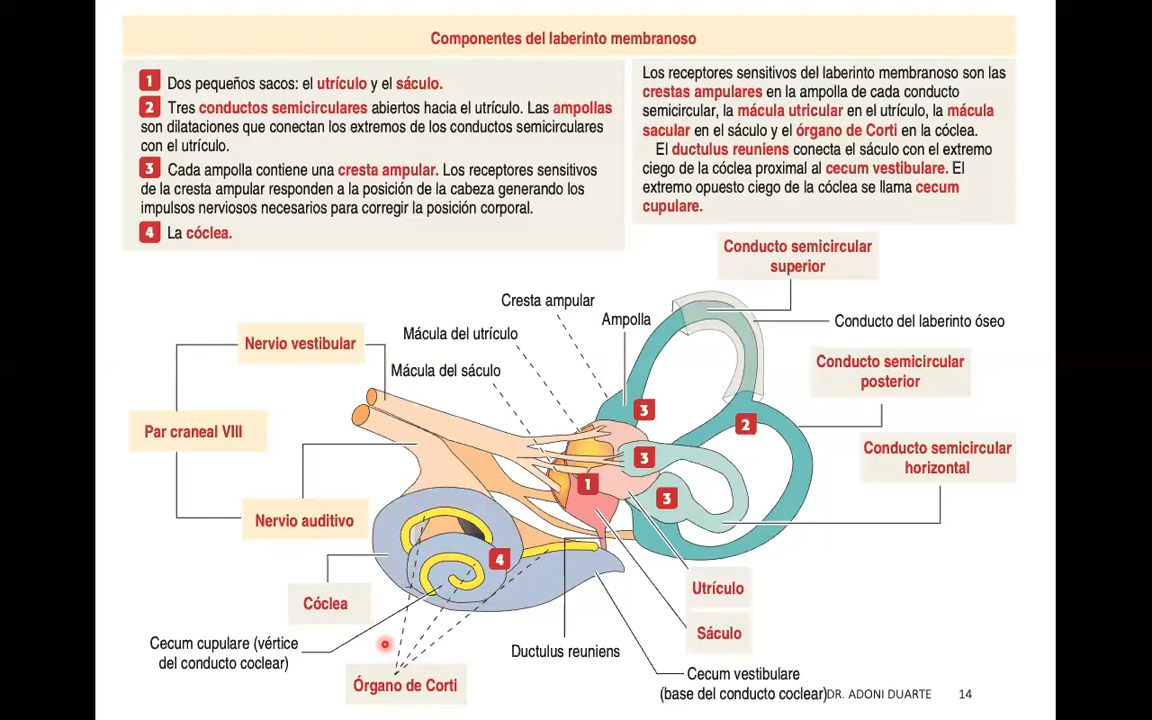 Componentes del laberinto membranoso
1 Dos pequeños sacos: el utrículo y el sáculo.
2 Tres conductos semicirculares abiertos hacia el utrículo. Las ampollas
son dilataciones que conectan los extremos de los conductos semicirculares
con el utrículo.
3 Cada ampolla contiene una cresta ampular. Los receptores sensitivos
de la cresta ampular responden a la posición de la cabeza generando los
impulsos nerviosos necesarios para corregir la posición corporal.
4 La cóclea.
Los receptores sensitivos del laberinto membranoso son las
crestas ampulares en la ampolla de cada conducto
semicircular, la mácula utricular en el utrículo, la mácula
sacular en el sáculo y el órgano de Corti en la cóclea.
El ductulus reuniens conecta el sáculo con el extremo
ciego de la cóclea proximal al cecum vestibulare. El
extremo opuesto ciego de la cóclea se llama cecum
cupulare.
Conducto semicircular
superior
Cresta ampular
Ampolla
Conducto del laberinto óseo
Mácula del utrículo
Nervio vestibular
Mácula del sáculo
Conducto semicircular
posterior
3
2
Par craneal VIII
Conducto semicircular
horizontal
3
1
3
Nervio auditivo
4
Utrículo
Cóclea
Sáculo
Cecum cupulare (vértice
del conducto coclear)
Ductulus reuniens
Órgano de Corti
Cecum vestibulare
(base del conducto coclear)
DR. ADONI DUARTE
14